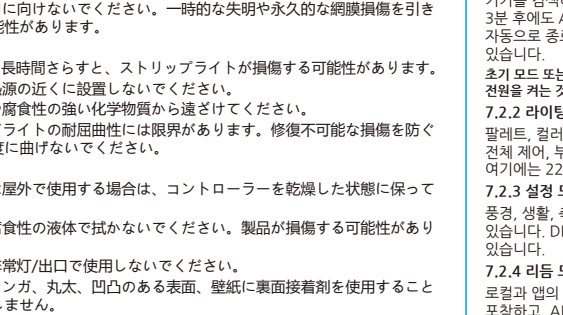 に向けないでください。一時的な失明や永久的な網膜損傷を引き
能性があります。
長時間さらすと、ストリップライトが損傷する可能性があります。
源の近くに設置しないでください。
腐食性の強い化学物質から遠ざけてください。
ライトの耐屈曲性には限界があります。修復不可能な損傷を防ぐ
度に曲げないでください。
屋外で使用する場合は、コントローラーを乾燥した状態に保って
食性の液体で拭かないでください。製品が損傷する可能性があり
常灯/出口で使用しないでください。
ンガ、丸太、凹凸のある表面、壁紙に裏面接着剤を使用すること
しません。
3분 후에도
자동으로
있습니다.
초기 모드 또는
전원을 켜는
7.2.2 라이팅
팔레트, 컬러
전체 제어,
여기에는 22
7.2.3 설정
풍경, 생활,
있습니다.
있습니다.
7.2.4 리듬
로컬과 앱의
포착하고,